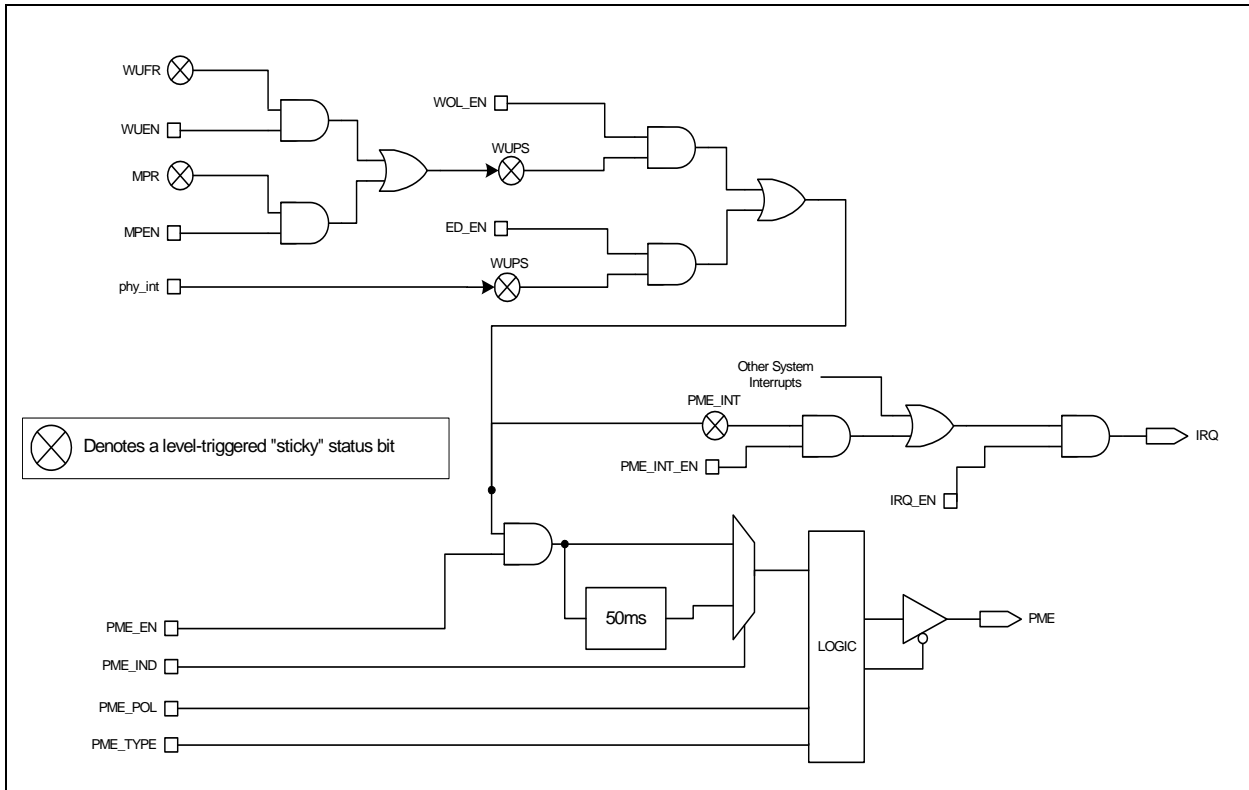 WUFR
WOL_EN
WUEN
WUPS
MPR
ED_EN
MPEN
WUPS
phy_int
Other System
Interrupts
PME_INT
Denotes a level-triggered "sticky" status bit
IRQ
PME_INT_EN
IRQ_EN
50ms
PME_EN
PME
LOGIC
PME_IND
PME_POL
PME_TYPE